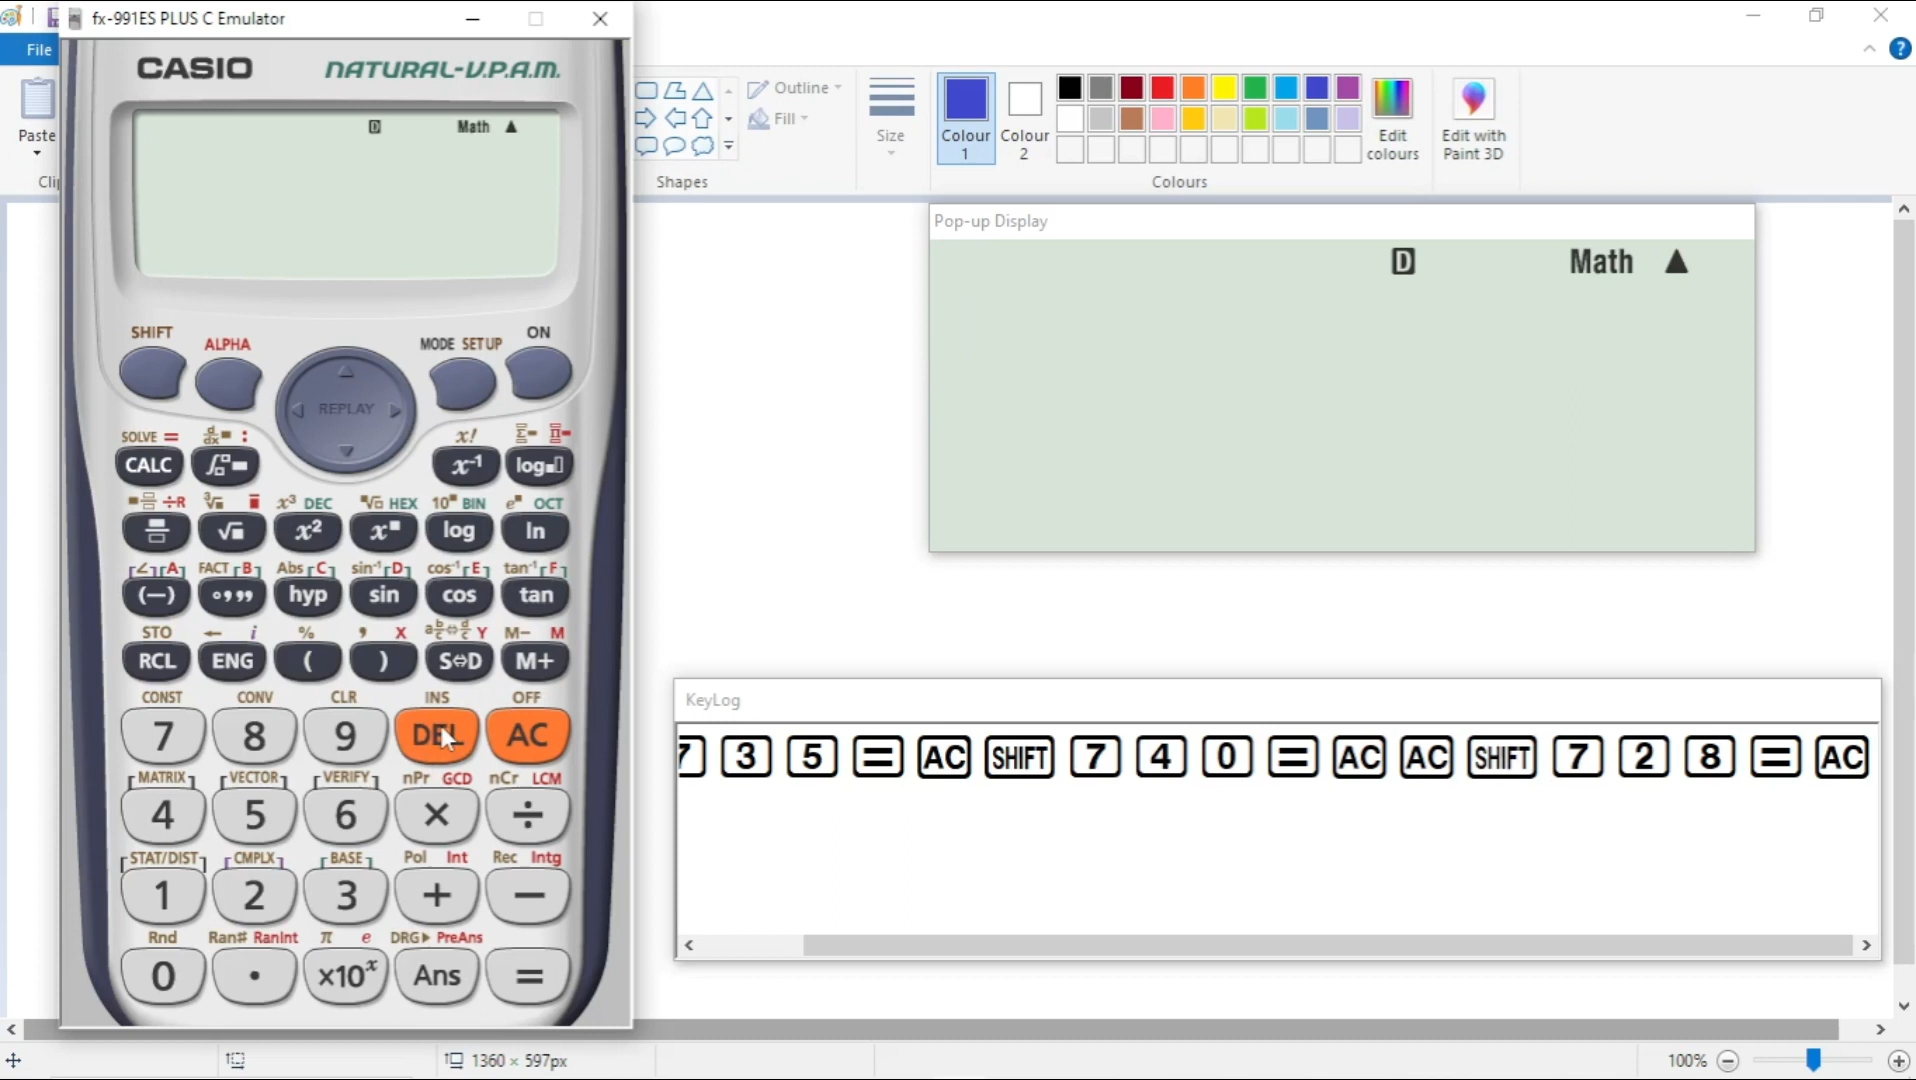 fx-991ES PLUS C Emulator
File
Paste
CASIO
NATURAL-V.P.A.M.
D Math ▲
Outline
Fill
Shapes
Size
Colour 1
Colour 2
Edit colours
Edit with Paint 3D
Colours
Pop-up Display
D Math ▲
SHIFT
ALPHA
REPLAY
MODE SETUP
ON
SOLVE = d/dx :
x!
Σ Π
CALC ∫ x⁻¹ log
÷R x³ DEC HEX 10 BIN e OCT
√ x² x log ln
∠ A FACT B Abs C sin⁻¹ D cos⁻¹ E tan⁻¹ F
(−) °,,, hyp sin cos tan
STO ← i % , X a b/c⇔d/c Y M− M
RCL ENG ( ) S⇔D M+
CONST CONV CLR INS OFF
7 8 9 DEL AC
MATRIX VECTOR VERIFY nPr GCD nCr LCM
4 5 6 × ÷
STAT/DIST CMPLX BASE Pol Int Rec Intg
1 2 3 + −
Rnd Ran# RanInt π e DRG▶ PreAns
0 . ×10ˣ Ans =
KeyLog
7 3 5 = AC SHIFT 7 4 0 = AC AC SHIFT 7 2 8 = AC
1360 × 597px
100%